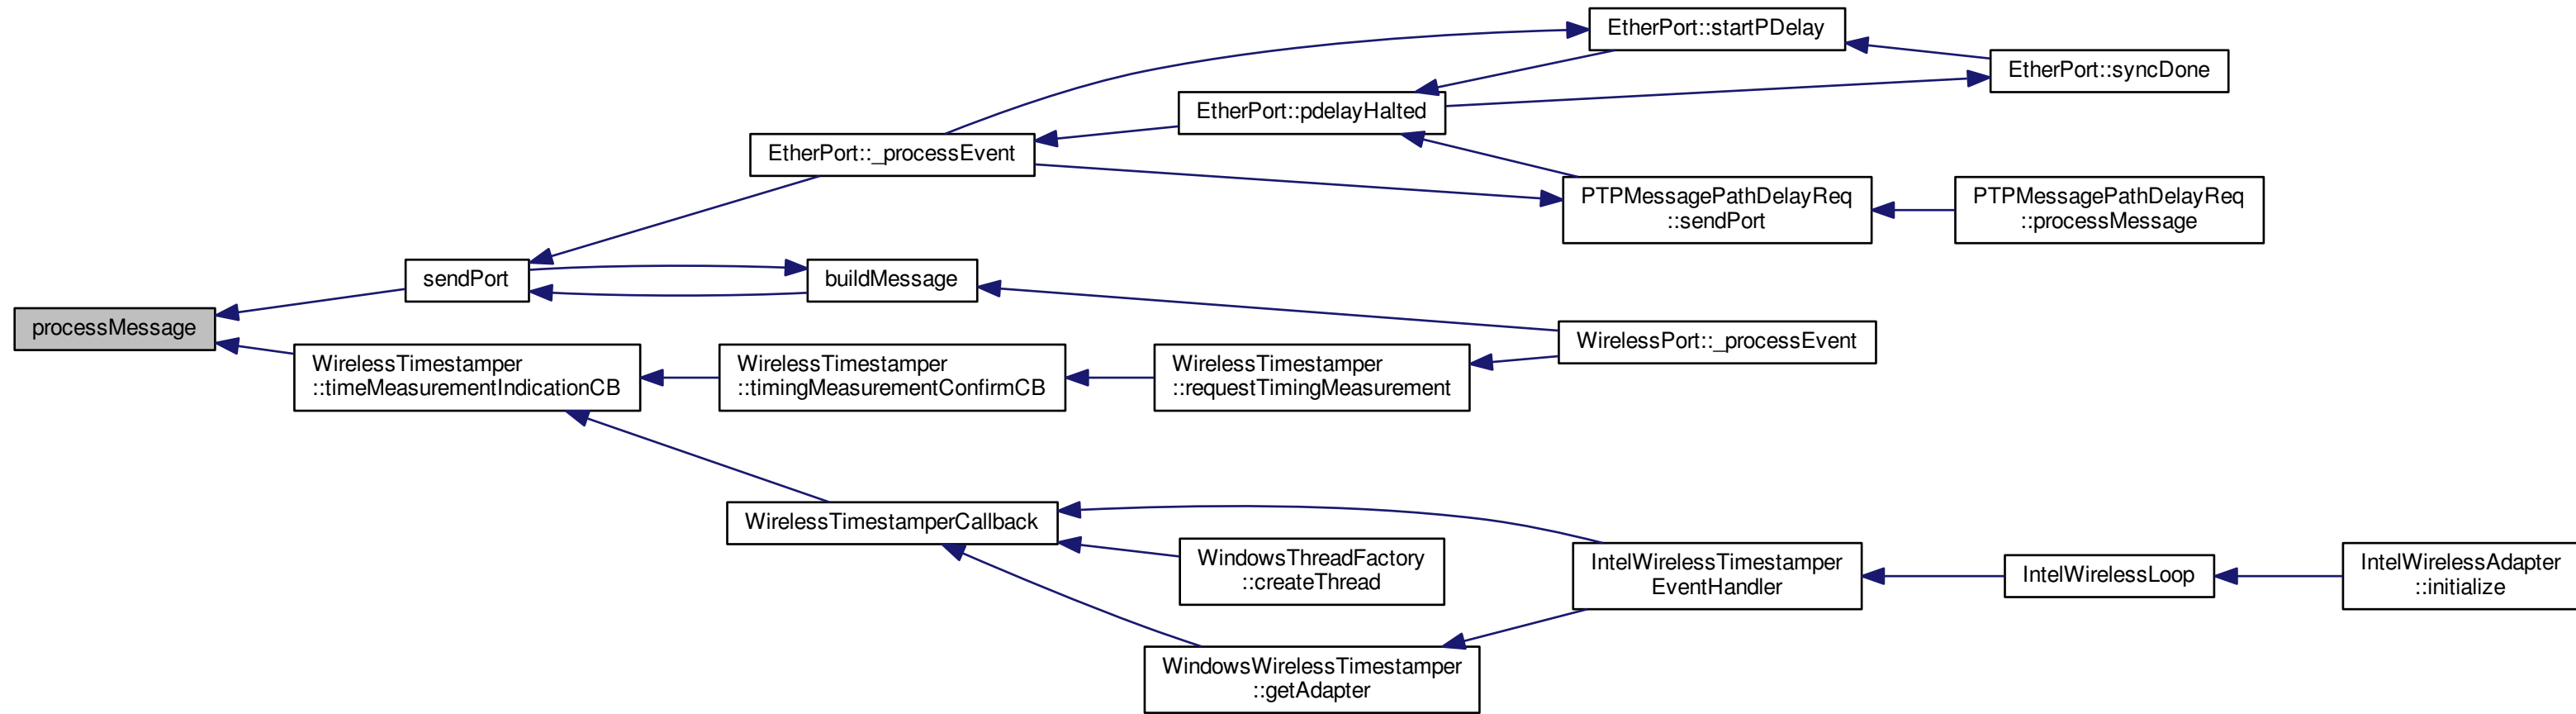 EtherPort::startPDelay
EtherPort::syncDone
EtherPort::pdelayHalted
EtherPort::_processEvent
PTPMessagePathDelayReq
::sendPort
PTPMessagePathDelayReq
::processMessage
sendPort
buildMessage
processMessage
WirelessPort::_processEvent
WirelessTimestamper
::timeMeasurementIndicationCB
WirelessTimestamper
::timingMeasurementConfirmCB
WirelessTimestamper
::requestTimingMeasurement
WirelessTimestamperCallback
WindowsThreadFactory
::createThread
IntelWirelessTimestamper
EventHandler
IntelWirelessLoop
IntelWirelessAdapter
::initialize
WindowsWirelessTimestamper
::getAdapter